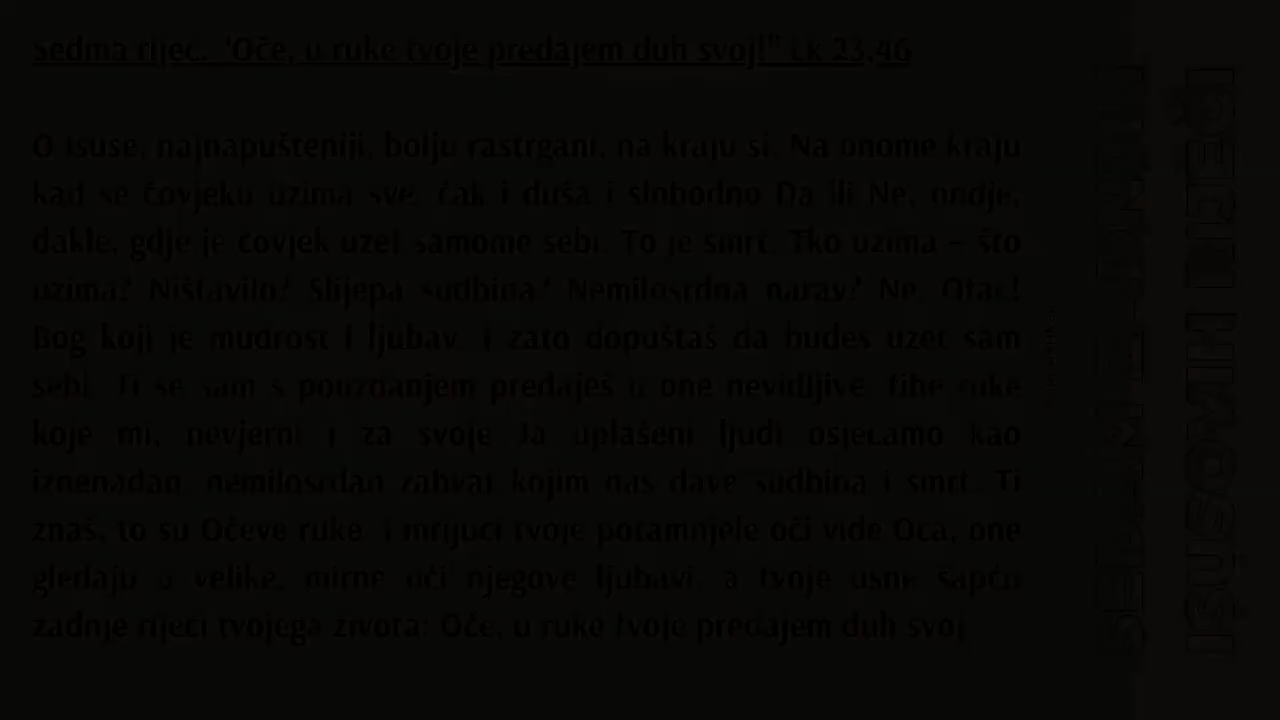 Sedma riječ: "Oče, u ruke tvoje predajem duh svoj!" Lk 23,46
O Isuse, najnapušteniji, bolju rastrgani, na kraju si. Na onome kraju
kad se čovjeku uzima sve, čak i duša i slobodno Da ili Ne, ondje,
dakle, gdje je čovjek uzet samome sebi. To je smrt. Tko uzima – što
uzima? Ništavilo? Slijepa sudbina? Nemilosrdna narav? Ne, Otac!
Bog koji je mudrost i ljubav. I zato dopuštaš da budeš uzet sam
sebi. Ti se sam s pouzdanjem predaješ u one nevidljive, tihe ruke
koje mi, nevjerni i za svoje Ja uplašeni ljudi osjećamo kao
iznenadan, nemilosrdan zahvat kojim nas dave sudbina i smrt. Ti
znaš, to su Očeve ruke. I mrijući tvoje potamnjele oči vide Oca, one
gledaju u velike, mirne oči njegove ljubavi, a tvoje usne šapću
zadnje riječi tvojega života: Oče, u ruke tvoje predajem duh svoj.